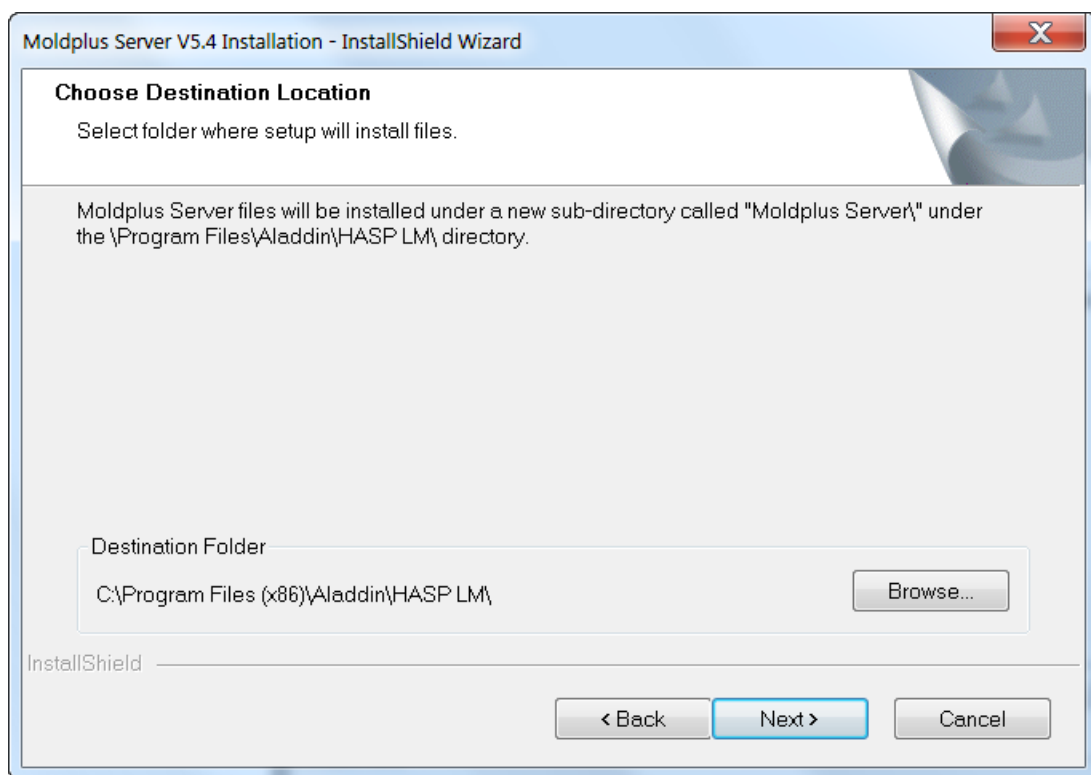 Moldplus Server V5.4 Installation - InstallShield Wizard
X
Choose Destination Location
Select folder where setup will install files.
Moldplus Server files will be installed under a new sub-directory called "Moldplus Server\" under
the \Program Files\Aladdin\HASP LM\ directory.
Destination Folder
C:\Program Files (x86)\Aladdin\HASP LM\
Browse...
InstallShield
< Back
Next >
Cancel